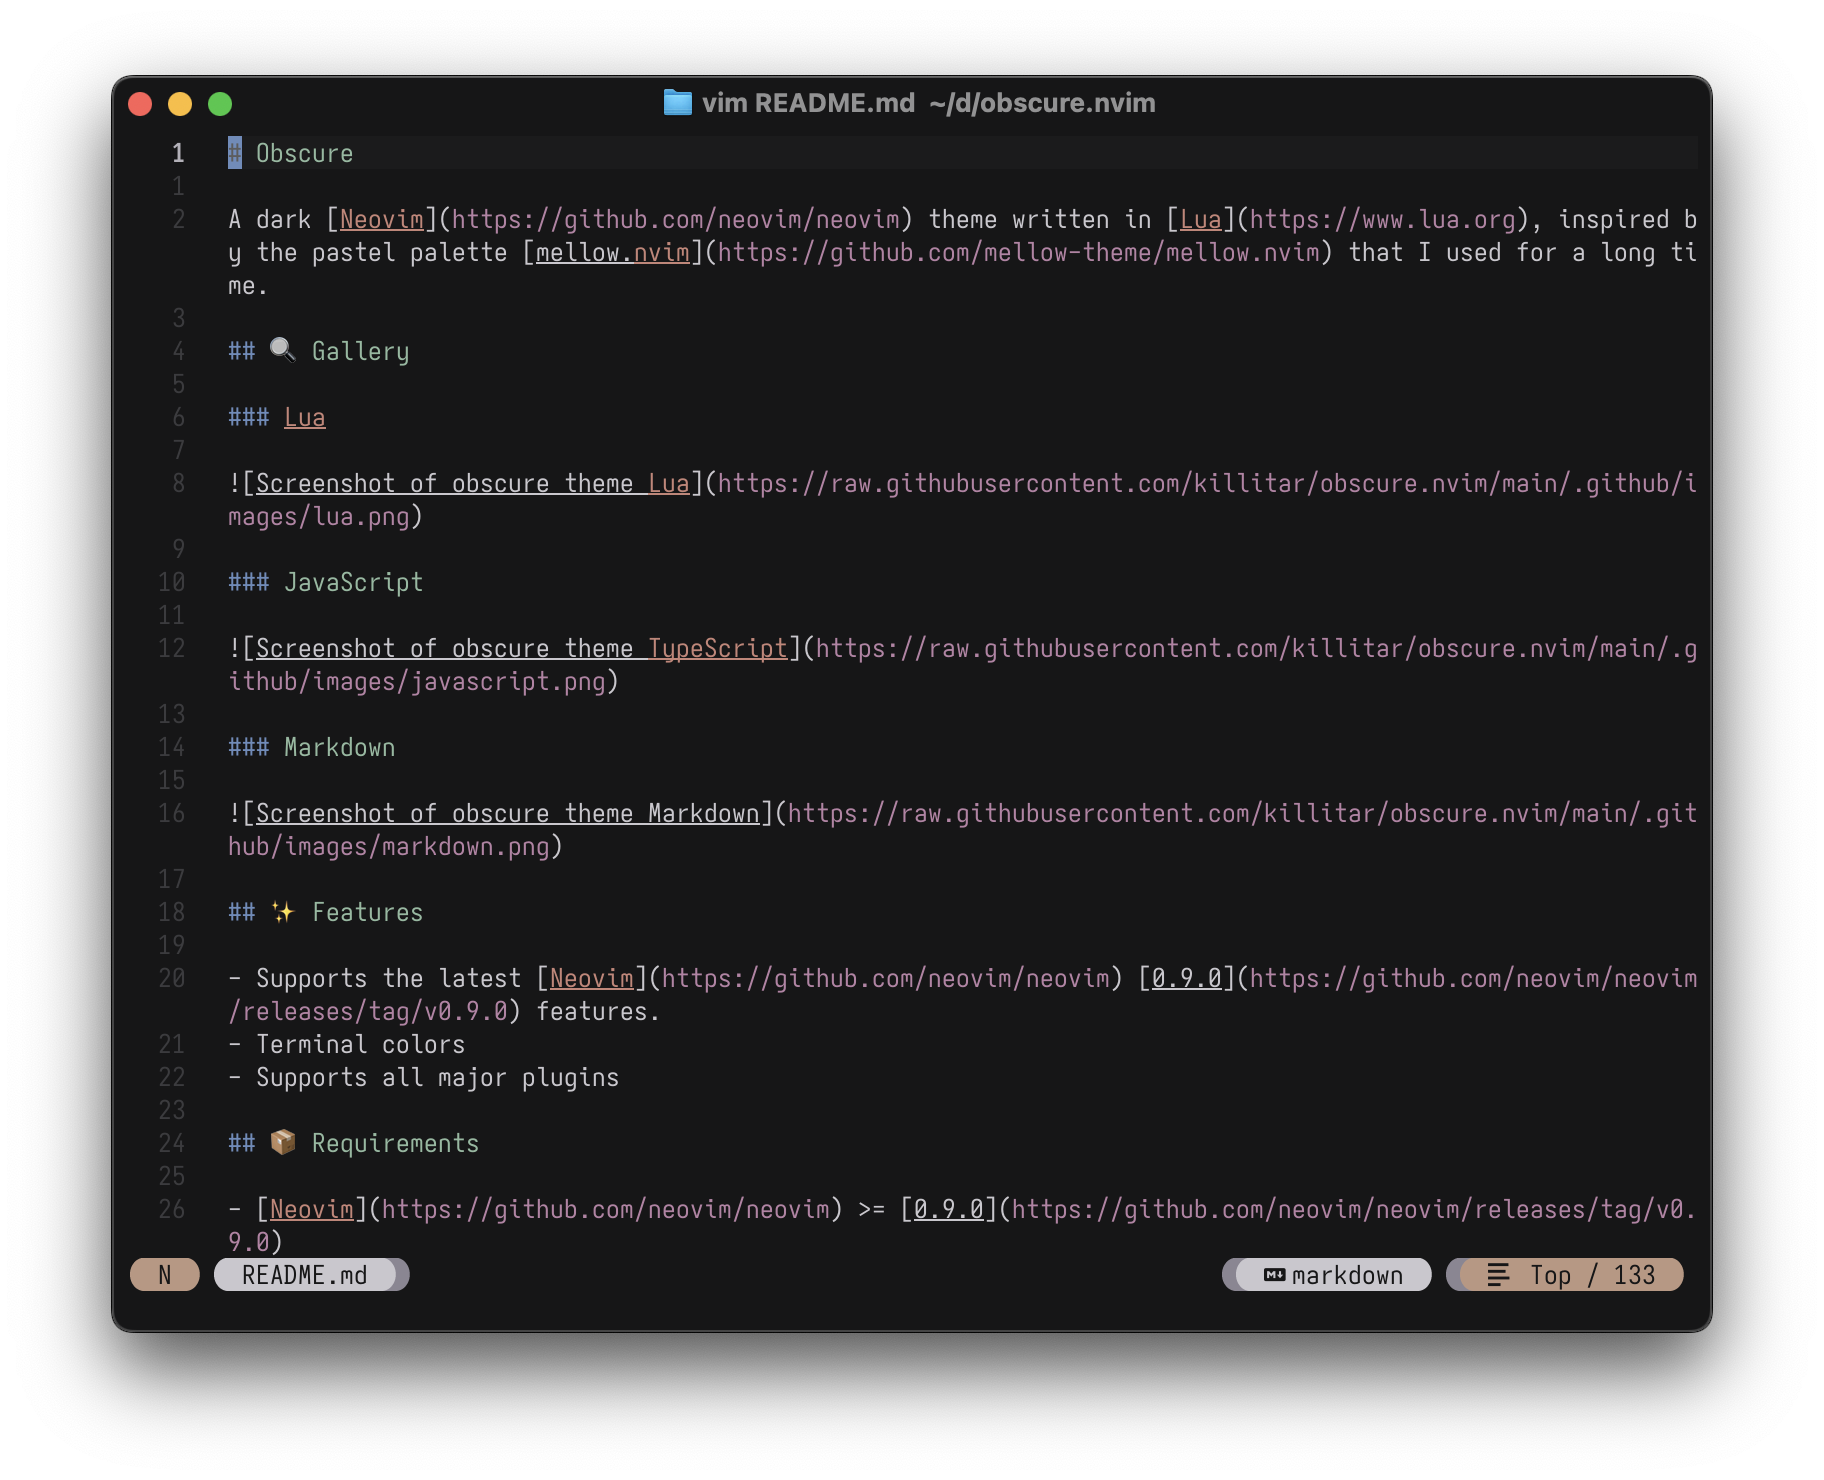 vim README.md ~/d/obscure.nvim
1 # Obscure
1
2 A dark [Neovim](https://github.com/neovim/neovim) theme written in [Lua](https://www.lua.org), inspired b
y the pastel palette [mellow.nvim](https://github.com/mellow-theme/mellow.nvim) that I used for a long ti
me.
3
4 ## 🔍 Gallery
5
6 ### Lua
7
8 ![Screenshot of obscure theme Lua](https://raw.githubusercontent.com/killitar/obscure.nvim/main/.github/i
mages/lua.png)
9
10 ### JavaScript
11
12 ![Screenshot of obscure theme TypeScript](https://raw.githubusercontent.com/killitar/obscure.nvim/main/.g
ithub/images/javascript.png)
13
14 ### Markdown
15
16 ![Screenshot of obscure theme Markdown](https://raw.githubusercontent.com/killitar/obscure.nvim/main/.git
hub/images/markdown.png)
17
18 ## ✨ Features
19
20 - Supports the latest [Neovim](https://github.com/neovim/neovim) [0.9.0](https://github.com/neovim/neovim
/releases/tag/v0.9.0) features.
21 - Terminal colors
22 - Supports all major plugins
23
24 ## 📦 Requirements
25
26 - [Neovim](https://github.com/neovim/neovim) >= [0.9.0](https://github.com/neovim/neovim/releases/tag/v0.
9.0)
N README.md markdown Top / 133